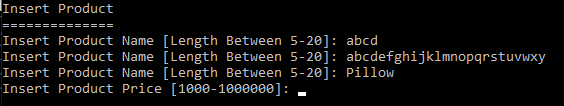 Insert Product
==============
Insert Product Name [Length Between 5-20]: abcd
Insert Product Name [Length Between 5-20]: abcdefghijklmnopqrstuvwxy
Insert Product Name [Length Between 5-20]: Pillow
Insert Product Price [1000-1000000]: _